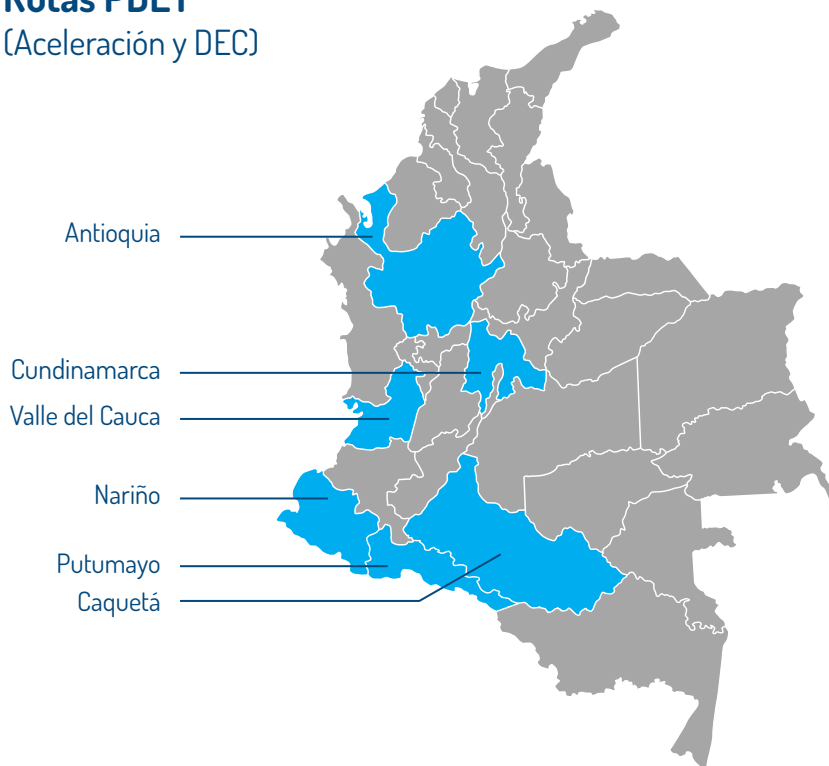 Rutas PDET
(Aceleración y DEC)
Antioquia
Cundinamarca
Valle del Cauca
Nariño
Putumayo
Caquetá